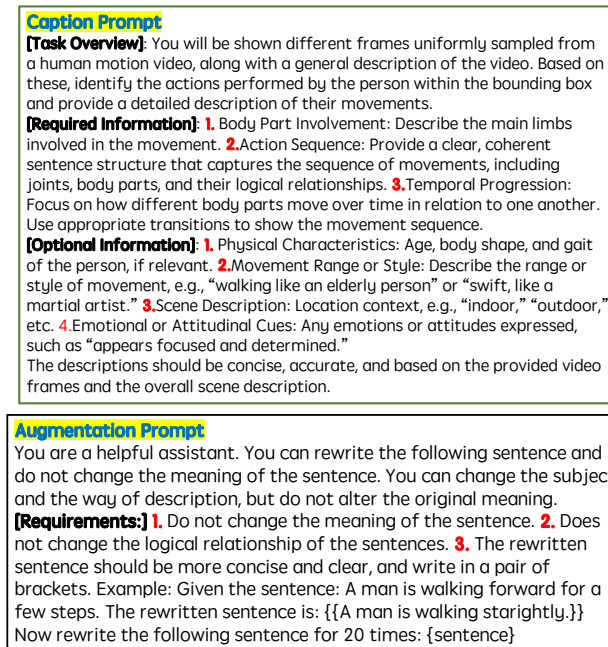 Caption Prompt
[Task Overview]: You will be shown different frames uniformly sampled from
a human motion video, along with a general description of the video. Based on
these, identify the actions performed by the person within the bounding box
and provide a detailed description of their movements.
[Required Information]: 1. Body Part Involvement: Describe the main limbs
involved in the movement. 2.Action Sequence: Provide a clear, coherent
sentence structure that captures the sequence of movements, including
joints, body parts, and their logical relationships. 3.Temporal Progression:
Focus on how different body parts move over time in relation to one another.
Use appropriate transitions to show the movement sequence.
[Optional Information]: 1. Physical Characteristics: Age, body shape, and gait
of the person, if relevant. 2.Movement Range or Style: Describe the range or
style of movement, e.g., “walking like an elderly person” or “swift, like a
martial artist.” 3.Scene Description: Location context, e.g., “indoor,” “outdoor,”
etc. 4.Emotional or Attitudinal Cues: Any emotions or attitudes expressed,
such as “appears focused and determined.”
The descriptions should be concise, accurate, and based on the provided video
frames and the overall scene description.
Augmentation Prompt
You are a helpful assistant. You can rewrite the following sentence and
do not change the meaning of the sentence. You can change the subjec
and the way of description, but do not alter the original meaning.
[Requirements:] 1. Do not change the meaning of the sentence. 2. Does
not change the logical relationship of the sentences. 3. The rewritten
sentence should be more concise and clear, and write in a pair of
brackets. Example: Given the sentence: A man is walking forward for a
few steps. The rewritten sentence is: {{A man is walking starightly.}}
Now rewrite the following sentence for 20 times: {sentence}